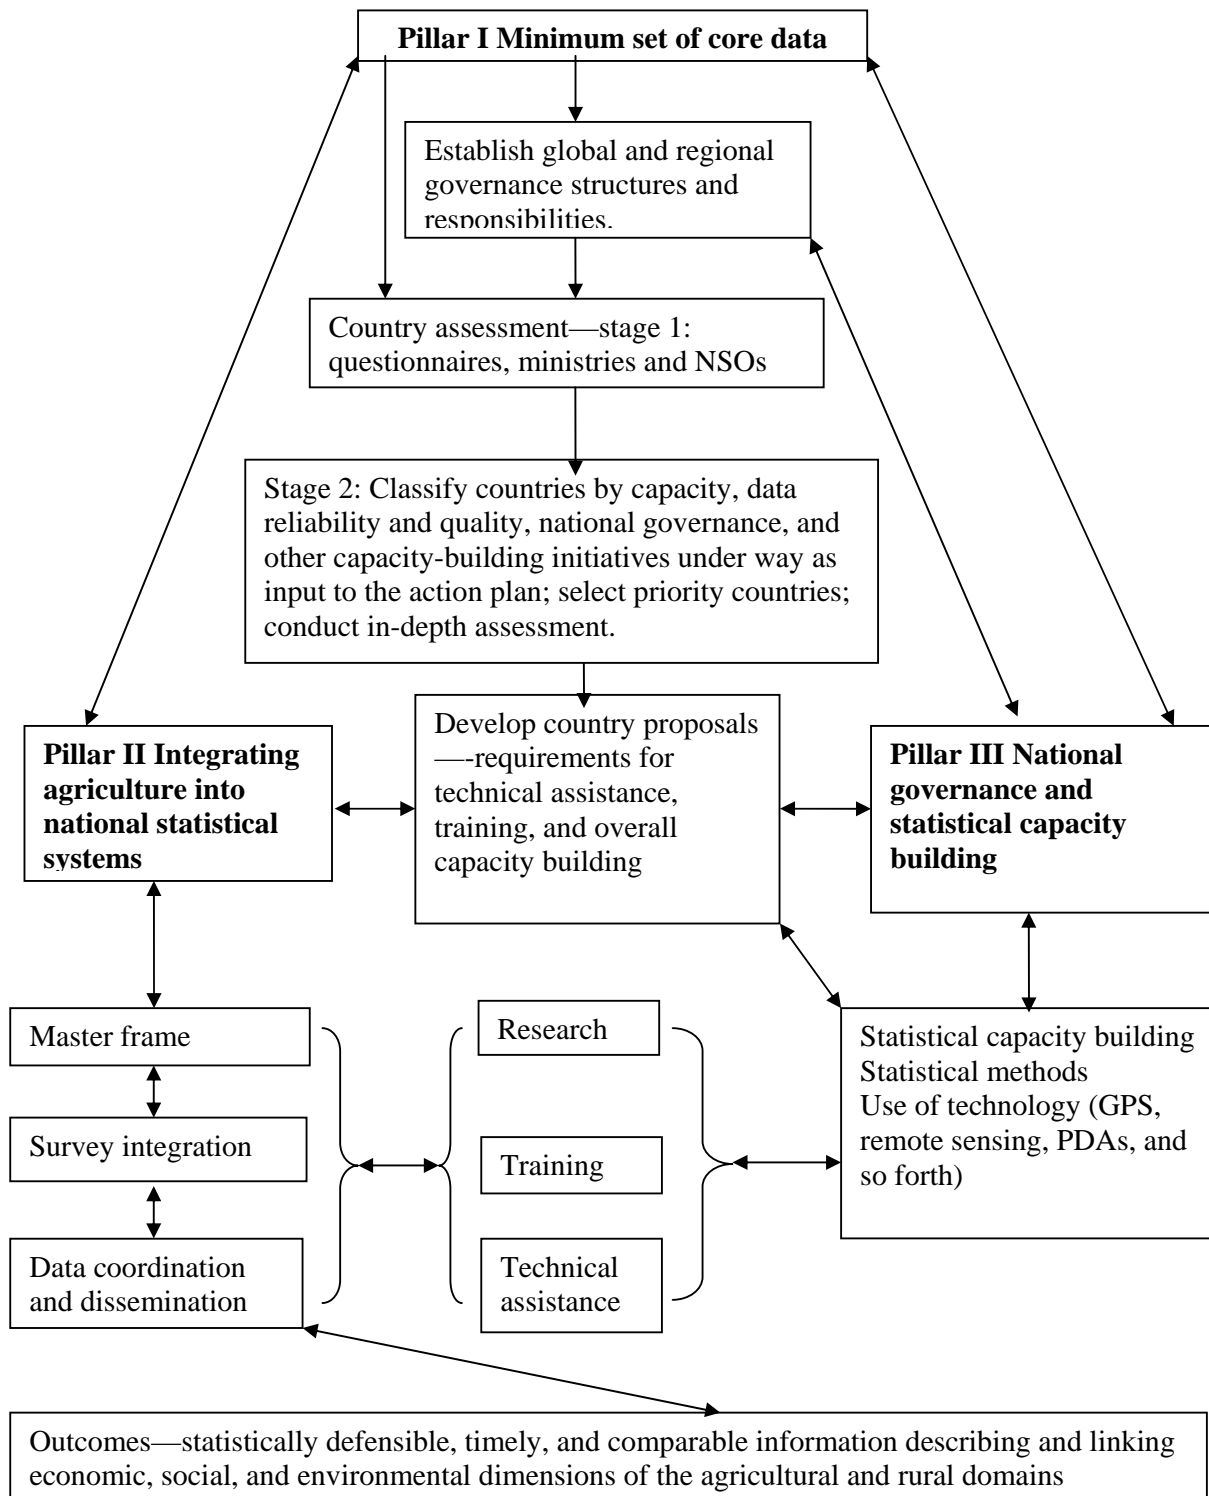 Pillar I Minimum set of core data
Establish global and regional
governance structures and
responsibilities.
Country assessment—stage 1:
questionnaires, ministries and NSOs
Stage 2: Classify countries by capacity, data
reliability and quality, national governance, and
other capacity-building initiatives under way as
input to the action plan; select priority countries;
conduct in-depth assessment.
Pillar II Integrating
agriculture into
national statistical
systems
Develop country proposals
—-requirements for
technical assistance,
training, and overall
capacity building
Pillar III National
governance and
statistical capacity
building
Master frame
Survey integration
Data coordination
and dissemination
Research
Training
Technical
assistance
Statistical capacity building
Statistical methods
Use of technology (GPS,
remote sensing, PDAs, and
so forth)
Outcomes—statistically defensible, timely, and comparable information describing and linking
economic, social, and environmental dimensions of the agricultural and rural domains